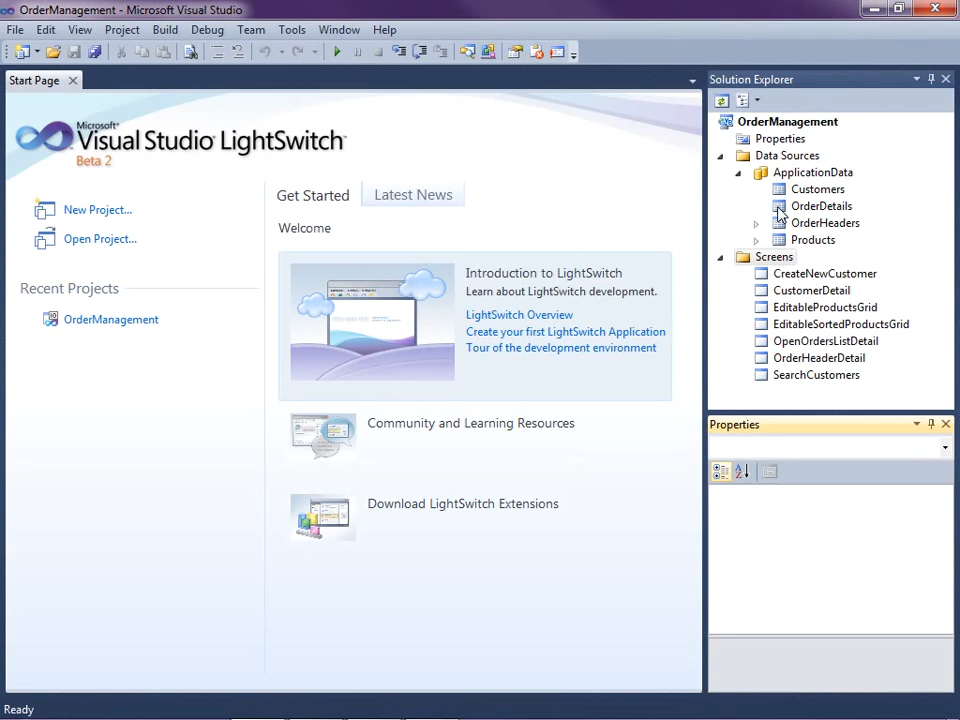 OrderManagement - Microsoft Visual Studio
File Edit View Project Build Debug Team Tools Window Help
Start Page
Microsoft®
Visual Studio® LightSwitch™
Beta 2
New Project...
Open Project...
Recent Projects
OrderManagement
Get Started
Latest News
Welcome
Introduction to LightSwitch
Learn about LightSwitch development.
LightSwitch Overview
Create your first LightSwitch Application
Tour of the development environment
Community and Learning Resources
Download LightSwitch Extensions
Solution Explorer
OrderManagement
Properties
Data Sources
ApplicationData
Customers
OrderDetails
OrderHeaders
Products
Screens
CreateNewCustomer
CustomerDetail
EditableProductsGrid
EditableSortedProductsGrid
OpenOrdersListDetail
OrderHeaderDetail
SearchCustomers
Properties
Ready